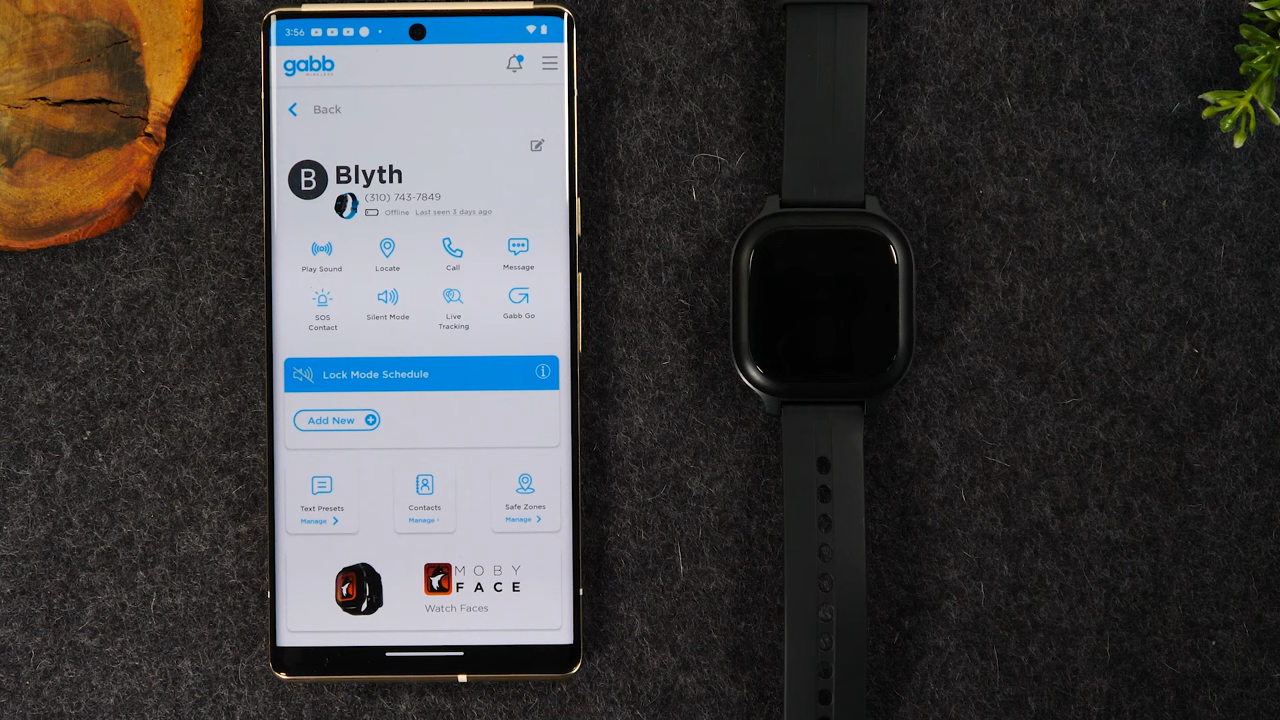 3:56
gabb
WIRELESS
Back
B
Blyth
(310) 743-7849
Offline Last seen 3 days ago
Play Sound Locate Call Message
SOS Contact Silent Mode Live Tracking Gabb Go
Lock Mode Schedule
Add New
Text Presets Contacts Safe Zones
Manage Manage Manage
MOBY
FACE
Watch Faces